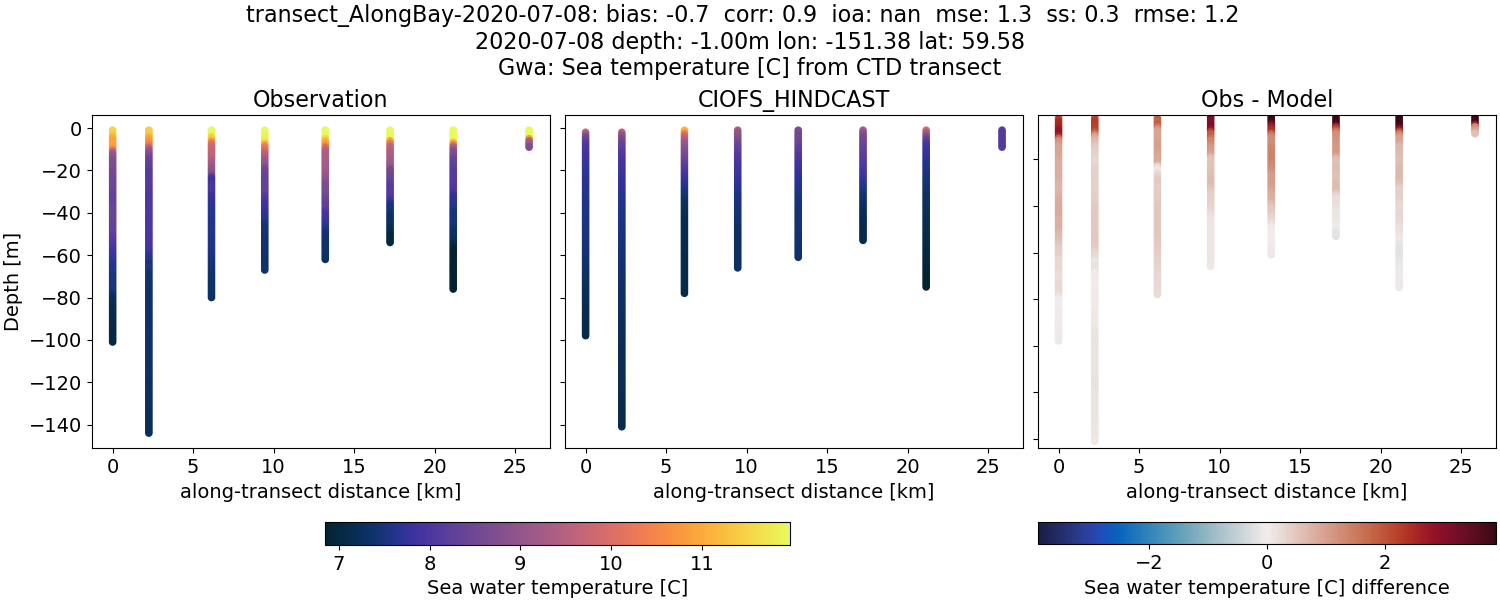 transect_AlongBay-2020-07-08: bias: -0.7  corr: 0.9  ioa: nan  mse: 1.3  ss: 0.3  rmse: 1.2
2020-07-08 depth: -1.00m lon: -151.38 lat: 59.58
Gwa: Sea temperature [C] from CTD transect
Observation
CIOFS_HINDCAST
Obs - Model
Depth [m]
0
−20
−40
−60
−80
−100
−120
−140
0 5 10 15 20 25
0 5 10 15 20 25
0 5 10 15 20 25
along-transect distance [km]
along-transect distance [km]
along-transect distance [km]
7 8 9 10 11
Sea water temperature [C]
−2 0 2
Sea water temperature [C] difference